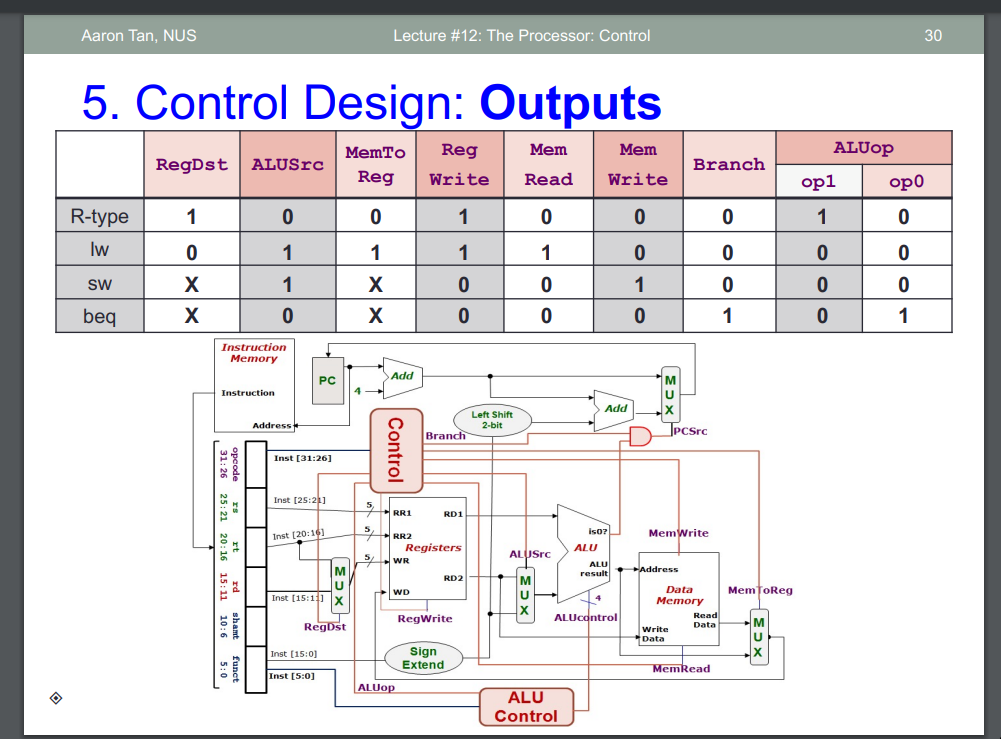 Aaron Tan, NUS Lecture #12: The Processor: Control 30
5. Control Design: Outputs
RegDst ALUSrc MemTo Reg Reg Write Mem Read Mem Write Branch ALUop
op1 op0
R-type 1 0 0 1 0 0 0 1 0
lw 0 1 1 1 1 0 0 0 0
sw X 1 X 0 0 1 0 0 0
beq X 0 X 0 0 0 1 0 1
Instruction
Memory
Instruction
Address
PC
4
Add
Left Shift
2-bit
Add
MUX
PCSrc
Control
Branch
opcode
31:26
rs
25:21
rt
20:16
rd
15:11
shamt
10:6
funct
5:0
Inst [31:26]
Inst [25:21]
Inst [20:16]
Inst [15:11]
Inst [15:0]
Inst [5:0]
5
5
5
MUX
RegDst
RR1
RR2
WR
WD
Registers
RD1
RD2
RegWrite
Sign
Extend
ALUSrc
MUX
is0?
ALU
ALU
result
4
ALUcontrol
MemWrite
Address
Data
Memory
Read
Data
Write
Data
MemRead
MemToReg
MUX
ALUop
ALU
Control